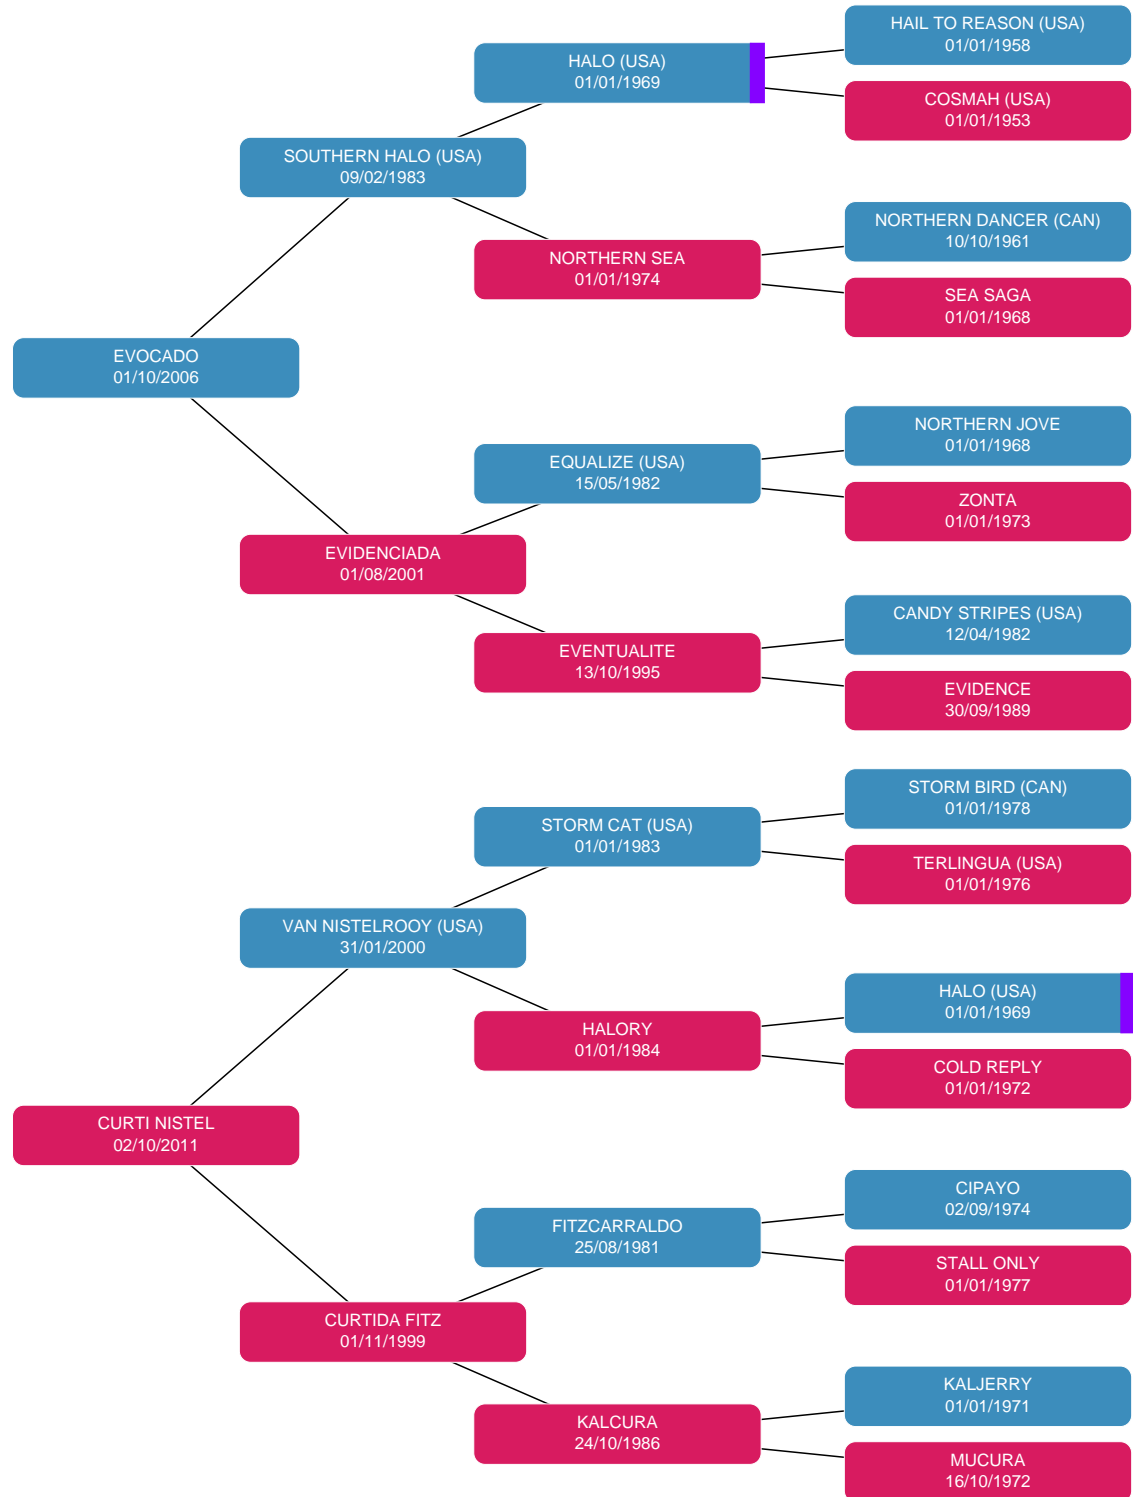 HAIL TO REASON (USA)
01/01/1958
HALO (USA)
01/01/1969
COSMAH (USA)
01/01/1953
SOUTHERN HALO (USA)
09/02/1983
NORTHERN DANCER (CAN)
10/10/1961
NORTHERN SEA
01/01/1974
SEA SAGA
01/01/1968
EVOCADO
01/10/2006
NORTHERN JOVE
01/01/1968
EQUALIZE (USA)
15/05/1982
ZONTA
01/01/1973
EVIDENCIADA
01/08/2001
CANDY STRIPES (USA)
12/04/1982
EVENTUALITE
13/10/1995
EVIDENCE
30/09/1989
STORM BIRD (CAN)
01/01/1978
STORM CAT (USA)
01/01/1983
TERLINGUA (USA)
01/01/1976
VAN NISTELROOY (USA)
31/01/2000
HALO (USA)
01/01/1969
HALORY
01/01/1984
COLD REPLY
01/01/1972
CURTI NISTEL
02/10/2011
CIPAYO
02/09/1974
FITZCARRALDO
25/08/1981
STALL ONLY
01/01/1977
CURTIDA FITZ
01/11/1999
KALJERRY
01/01/1971
KALCURA
24/10/1986
MUCURA
16/10/1972